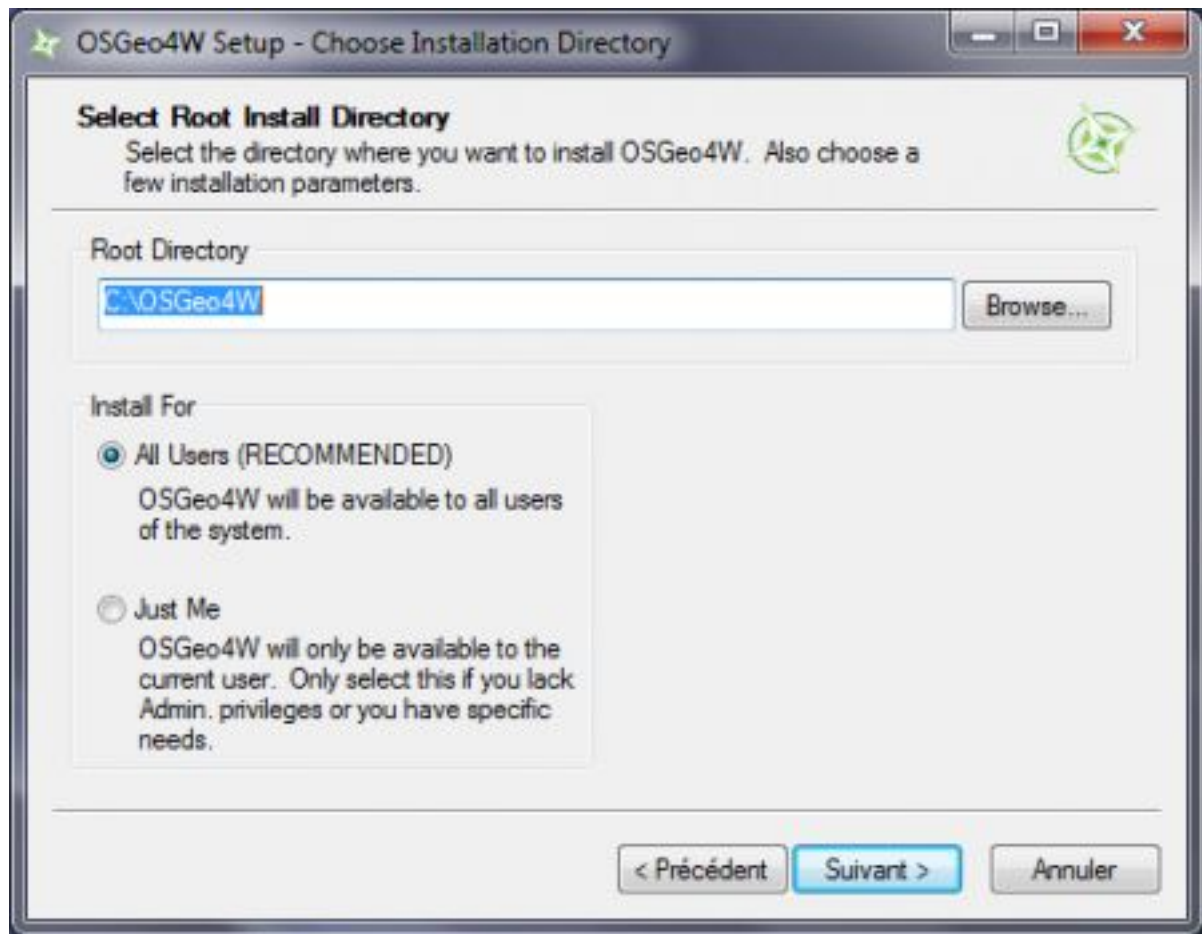 OSGeo4W Setup - Choose Installation Directory
Select Root Install Directory
Select the directory where you want to install OSGeo4W. Also choose a
few installation parameters.
Root Directory
C:\OSGeo4W
Browse...
Install For
All Users (RECOMMENDED)
OSGeo4W will be available to all users
of the system.
Just Me
OSGeo4W will only be available to the
current user. Only select this if you lack
Admin. privileges or you have specific
needs.
< Précédent
Suivant >
Annuler